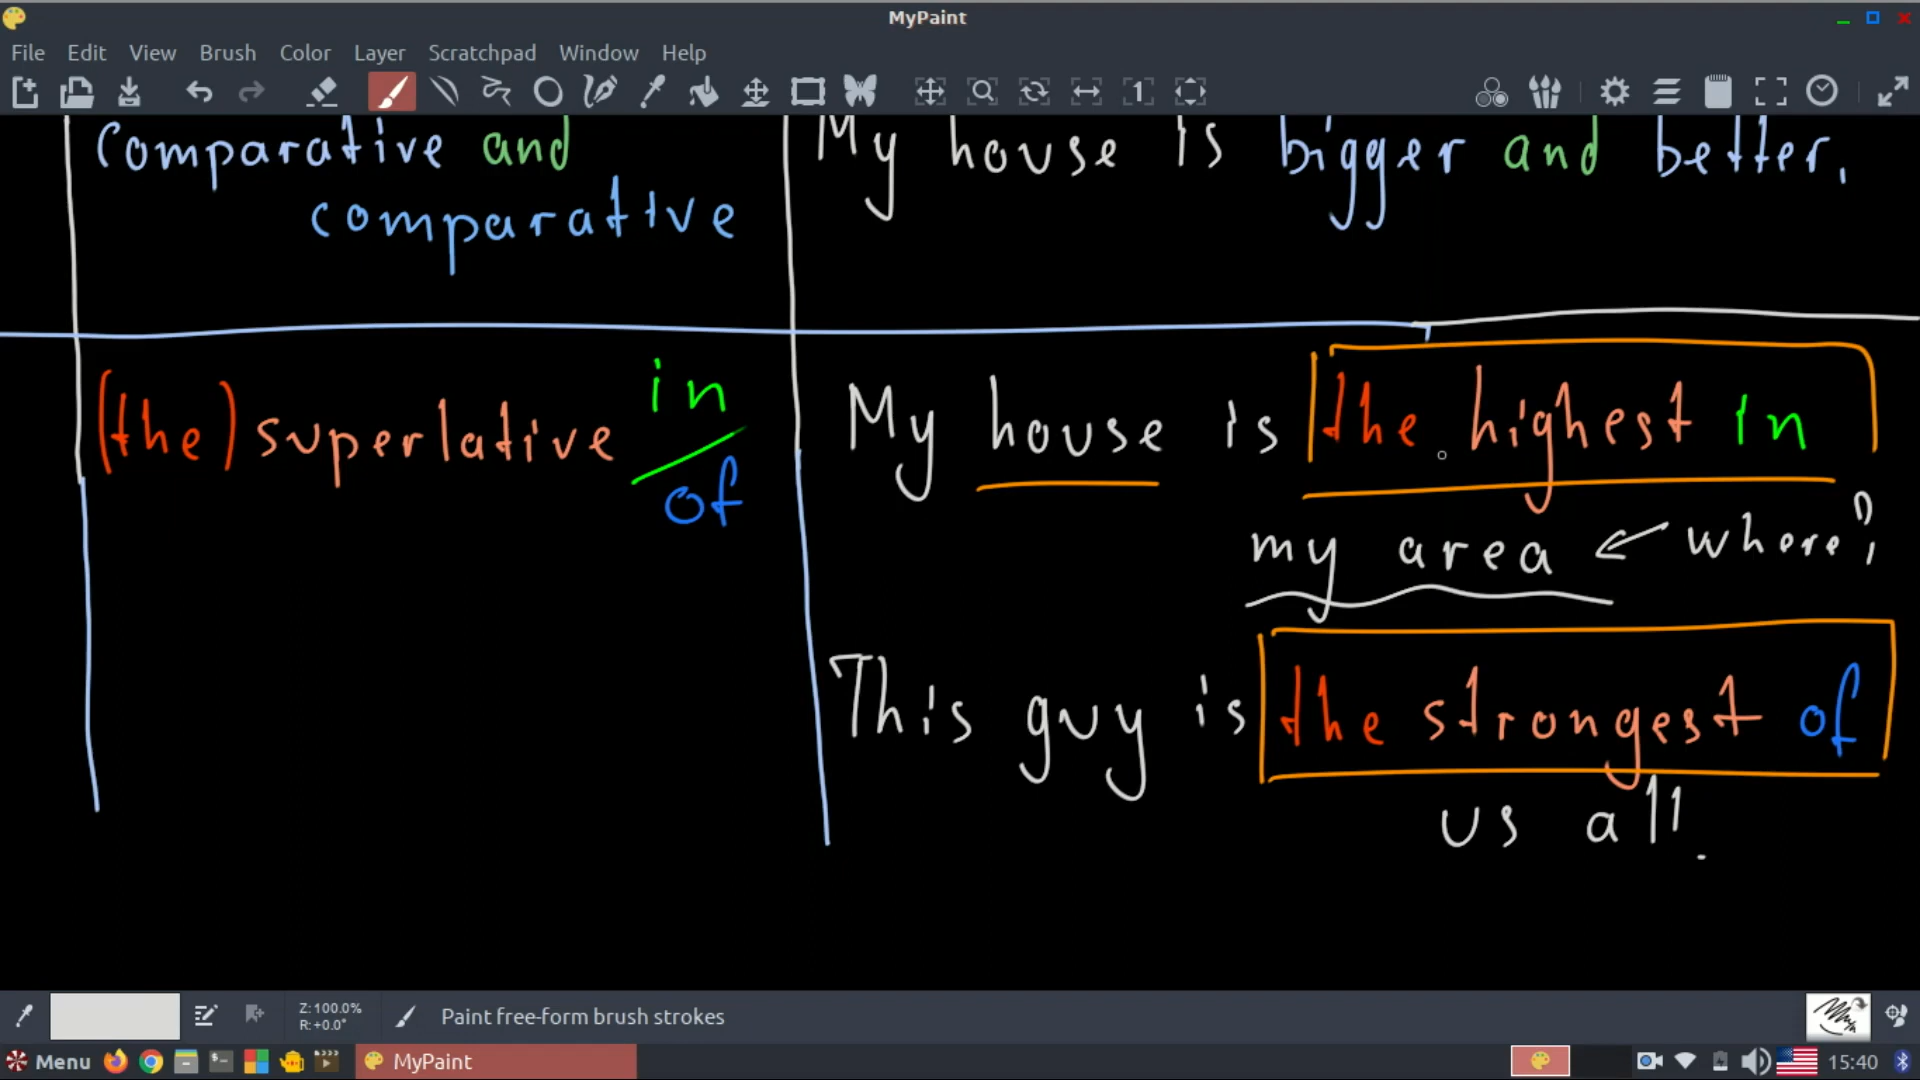 MyPaint
File Edit View Brush Color Layer Scratchpad Window Help
Comparative and
comparative
My house is bigger and better.
(the) superlative in / of
My house is the highest in
my area ← where?
This guy is the strongest of
us all.
Z: 100.0%
R: +0.0°
Paint free-form brush strokes
Menu MyPaint 15:40